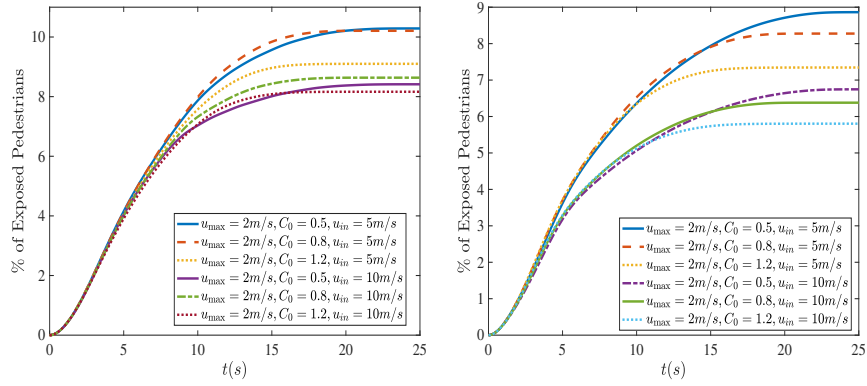 % of Exposed Pedestrians
10
8
6
4
2
0
u_max = 2m/s, C_0 = 0.5, u_in = 5m/s
u_max = 2m/s, C_0 = 0.8, u_in = 5m/s
u_max = 2m/s, C_0 = 1.2, u_in = 5m/s
u_max = 2m/s, C_0 = 0.5, u_in = 10m/s
u_max = 2m/s, C_0 = 0.8, u_in = 10m/s
u_max = 2m/s, C_0 = 1.2, u_in = 10m/s
0 5 10 15 20 25
t(s)
% of Exposed Pedestrians
9
8
7
6
5
4
3
2
1
0
u_max = 2m/s, C_0 = 0.5, u_in = 5m/s
u_max = 2m/s, C_0 = 0.8, u_in = 5m/s
u_max = 2m/s, C_0 = 1.2, u_in = 5m/s
u_max = 2m/s, C_0 = 0.5, u_in = 10m/s
u_max = 2m/s, C_0 = 0.8, u_in = 10m/s
u_max = 2m/s, C_0 = 1.2, u_in = 10m/s
0 5 10 15 20 25
t(s)